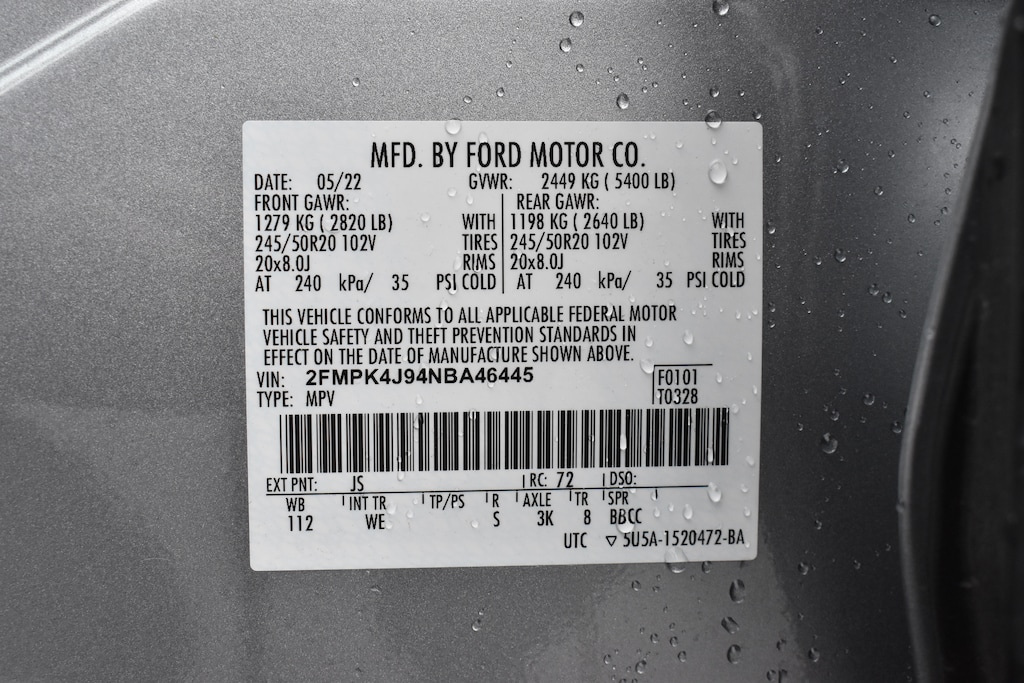 MFD. BY FORD MOTOR CO.
DATE: 05/22 GVWR: 2449 KG ( 5400 LB)
FRONT GAWR: REAR GAWR:
1279 KG ( 2820 LB) WITH 1198 KG ( 2640 LB) WITH
245/50R20 102V TIRES 245/50R20 102V TIRES
20x8.0J RIMS 20x8.0J RIMS
AT 240 kPa/ 35 PSI COLD AT 240 kPa/ 35 PSI COLD
THIS VEHICLE CONFORMS TO ALL APPLICABLE FEDERAL MOTOR
VEHICLE SAFETY AND THEFT PREVENTION STANDARDS IN
EFFECT ON THE DATE OF MANUFACTURE SHOWN ABOVE.
VIN: 2FMPK4J94NBA46445 F0101
TYPE: MPV T0328
EXT PNT: JS RC: 72 DSO:
WB INT TR TP/PS R AXLE TR SPR
112 WE S 3K 8 BBCC
UTC ▽ 5U5A-1520472-BA